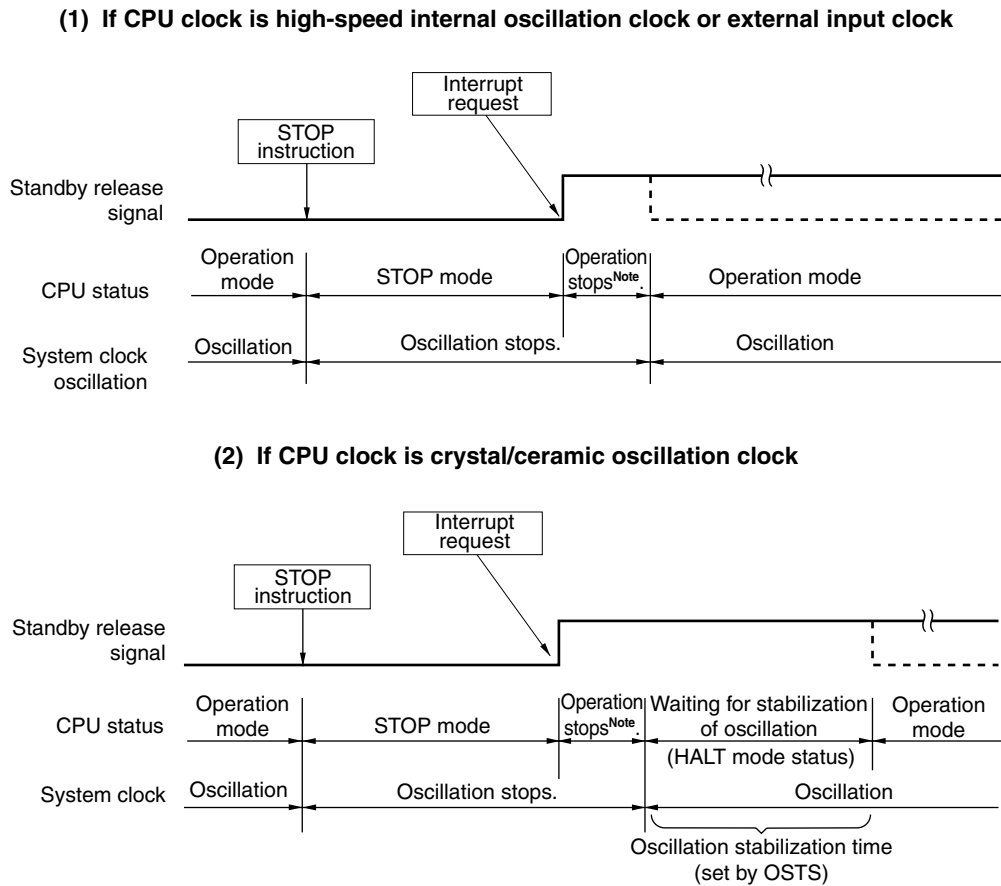 (1) If CPU clock is high-speed internal oscillation clock or external input clock
Interrupt
request
STOP
instruction
Standby release
signal
Operation
mode
STOP mode
Operation
stopsNote.
Operation mode
CPU status
Oscillation
Oscillation stops.
Oscillation
System clock
oscillation
(2) If CPU clock is crystal/ceramic oscillation clock
Interrupt
request
STOP
instruction
Standby release
signal
Operation
mode
STOP mode
Operation
stopsNote.
Waiting for stabilization
of oscillation
(HALT mode status)
Operation
mode
CPU status
System clock
Oscillation
Oscillation stops.
Oscillation
Oscillation stabilization time
(set by OSTS)